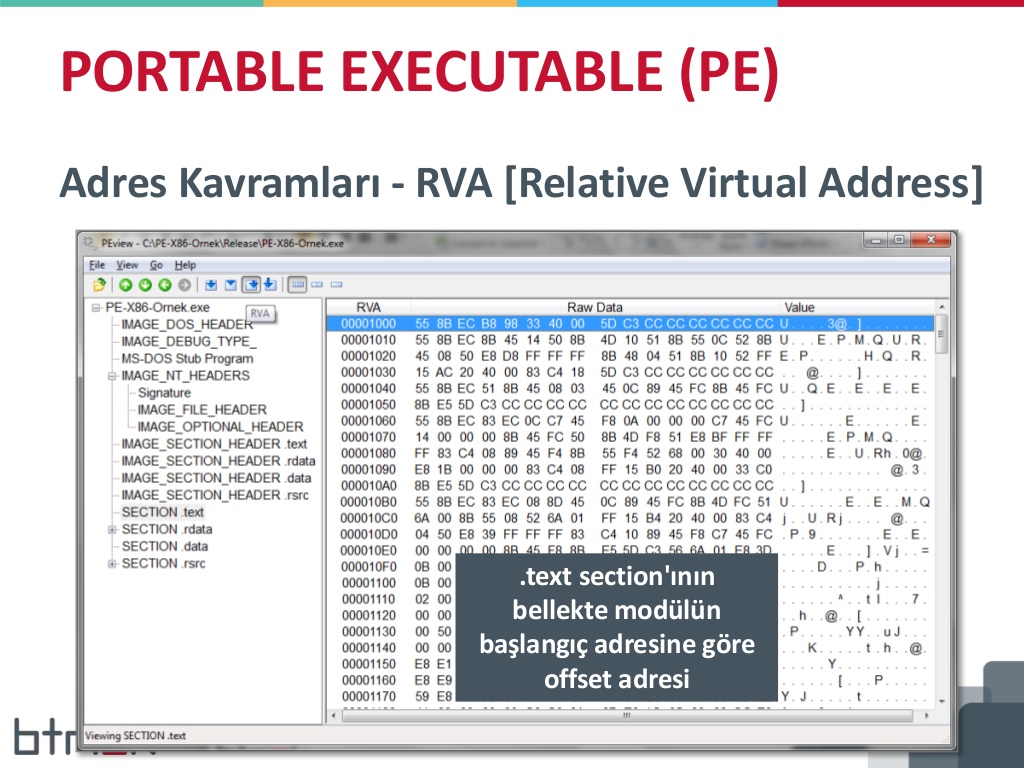 PORTABLE EXECUTABLE (PE)
Adres Kavramları - RVA [Relative Virtual Address]
PEview - C:\PE-X86-Ornek\Release\PE-X86-Ornek.exe
File View Go Help
PE-X86-Ornek.exe
RVA
IMAGE_DOS_HEADER
IMAGE_DEBUG_TYPE_
MS-DOS Stub Program
IMAGE_NT_HEADERS
Signature
IMAGE_FILE_HEADER
IMAGE_OPTIONAL_HEADER
IMAGE_SECTION_HEADER .text
IMAGE_SECTION_HEADER .rdata
IMAGE_SECTION_HEADER .data
IMAGE_SECTION_HEADER .rsrc
SECTION .text
SECTION .rdata
SECTION .data
SECTION .rsrc
RVA Raw Data Value
00001000 55 8B EC B8 98 33 40 00 5D C3 CC CC CC CC CC CC U . . . . 3@ . ] . . . . . . .
00001010 55 8B EC 8B 45 14 50 8B 4D 10 51 8B 55 0C 52 8B U . . . E . P . M . Q . U . R .
00001020 45 08 50 E8 D8 FF FF FF 8B 48 04 51 8B 10 52 FF E . P . . . . . . H . Q . . R .
00001030 15 AC 20 40 00 83 C4 18 5D C3 CC CC CC CC CC CC . . @ . . . . ] . . . . . . .
00001040 55 8B EC 51 8B 45 08 03 45 0C 89 45 FC 8B 45 FC U . . Q . E . . E . . E . . E .
00001050 8B E5 5D C3 CC CC CC CC CC CC CC CC CC CC CC CC . . ] . . . . . . . . . . . . .
00001060 55 8B EC 83 EC 0C C7 45 F8 0A 00 00 00 C7 45 FC U . . . . . . E . . . . . . E .
00001070 14 00 00 00 8B 45 FC 50 8B 4D F8 51 E8 BF FF FF . . . . . E . P . M . Q . . . .
00001080 FF 83 C4 08 89 45 F4 8B 55 F4 52 68 00 30 40 00 . . . . . E . . U . Rh . 0@ .
00001090 E8 1B 00 00 00 83 C4 08 FF 15 B0 20 40 00 33 C0 . . . . . . . . . . . @ . 3 .
000010A0 8B E5 5D C3 CC CC CC CC CC CC CC CC CC CC CC CC . . ] . . . . . . . . . . . . .
000010B0 55 8B EC 83 EC 08 8D 45 0C 89 45 FC 8B 4D FC 51 U . . . . . . E . . E . . M . Q
000010C0 6A 00 8B 55 08 52 6A 01 FF 15 B4 20 40 00 83 C4 j . . U . Rj . . . . @ . . .
000010D0 04 50 E8 39 FF FF FF 83 C4 10 89 45 F8 C7 45 FC . P . 9 . . . . . . . E . . E .
000010E0 00 00 00 00 8B 45 F8 8B E5 5D C3 56 6A 01 E8 3D . . . . . E . . . ] . Vj . . =
000010F0 0B 00 . . D . . P . h . .
00001100 0B 00 j
00001110 02 00 ^ . . t I . . 7 .
00001120 00 00 . . h . @ . . [ . . .
00001130 00 50 . P . . . . . YY . . uJ . . .
00001140 00 00 K . . . . t . h . . @ .
00001150 E8 E1 Y
00001160 E8 E9 [ . . . P
00001170 59 E8 YJ . . . . . . t . . . .
.text section'ının
bellekte modülün
başlangıç adresine göre
offset adresi
Viewing SECTION .text